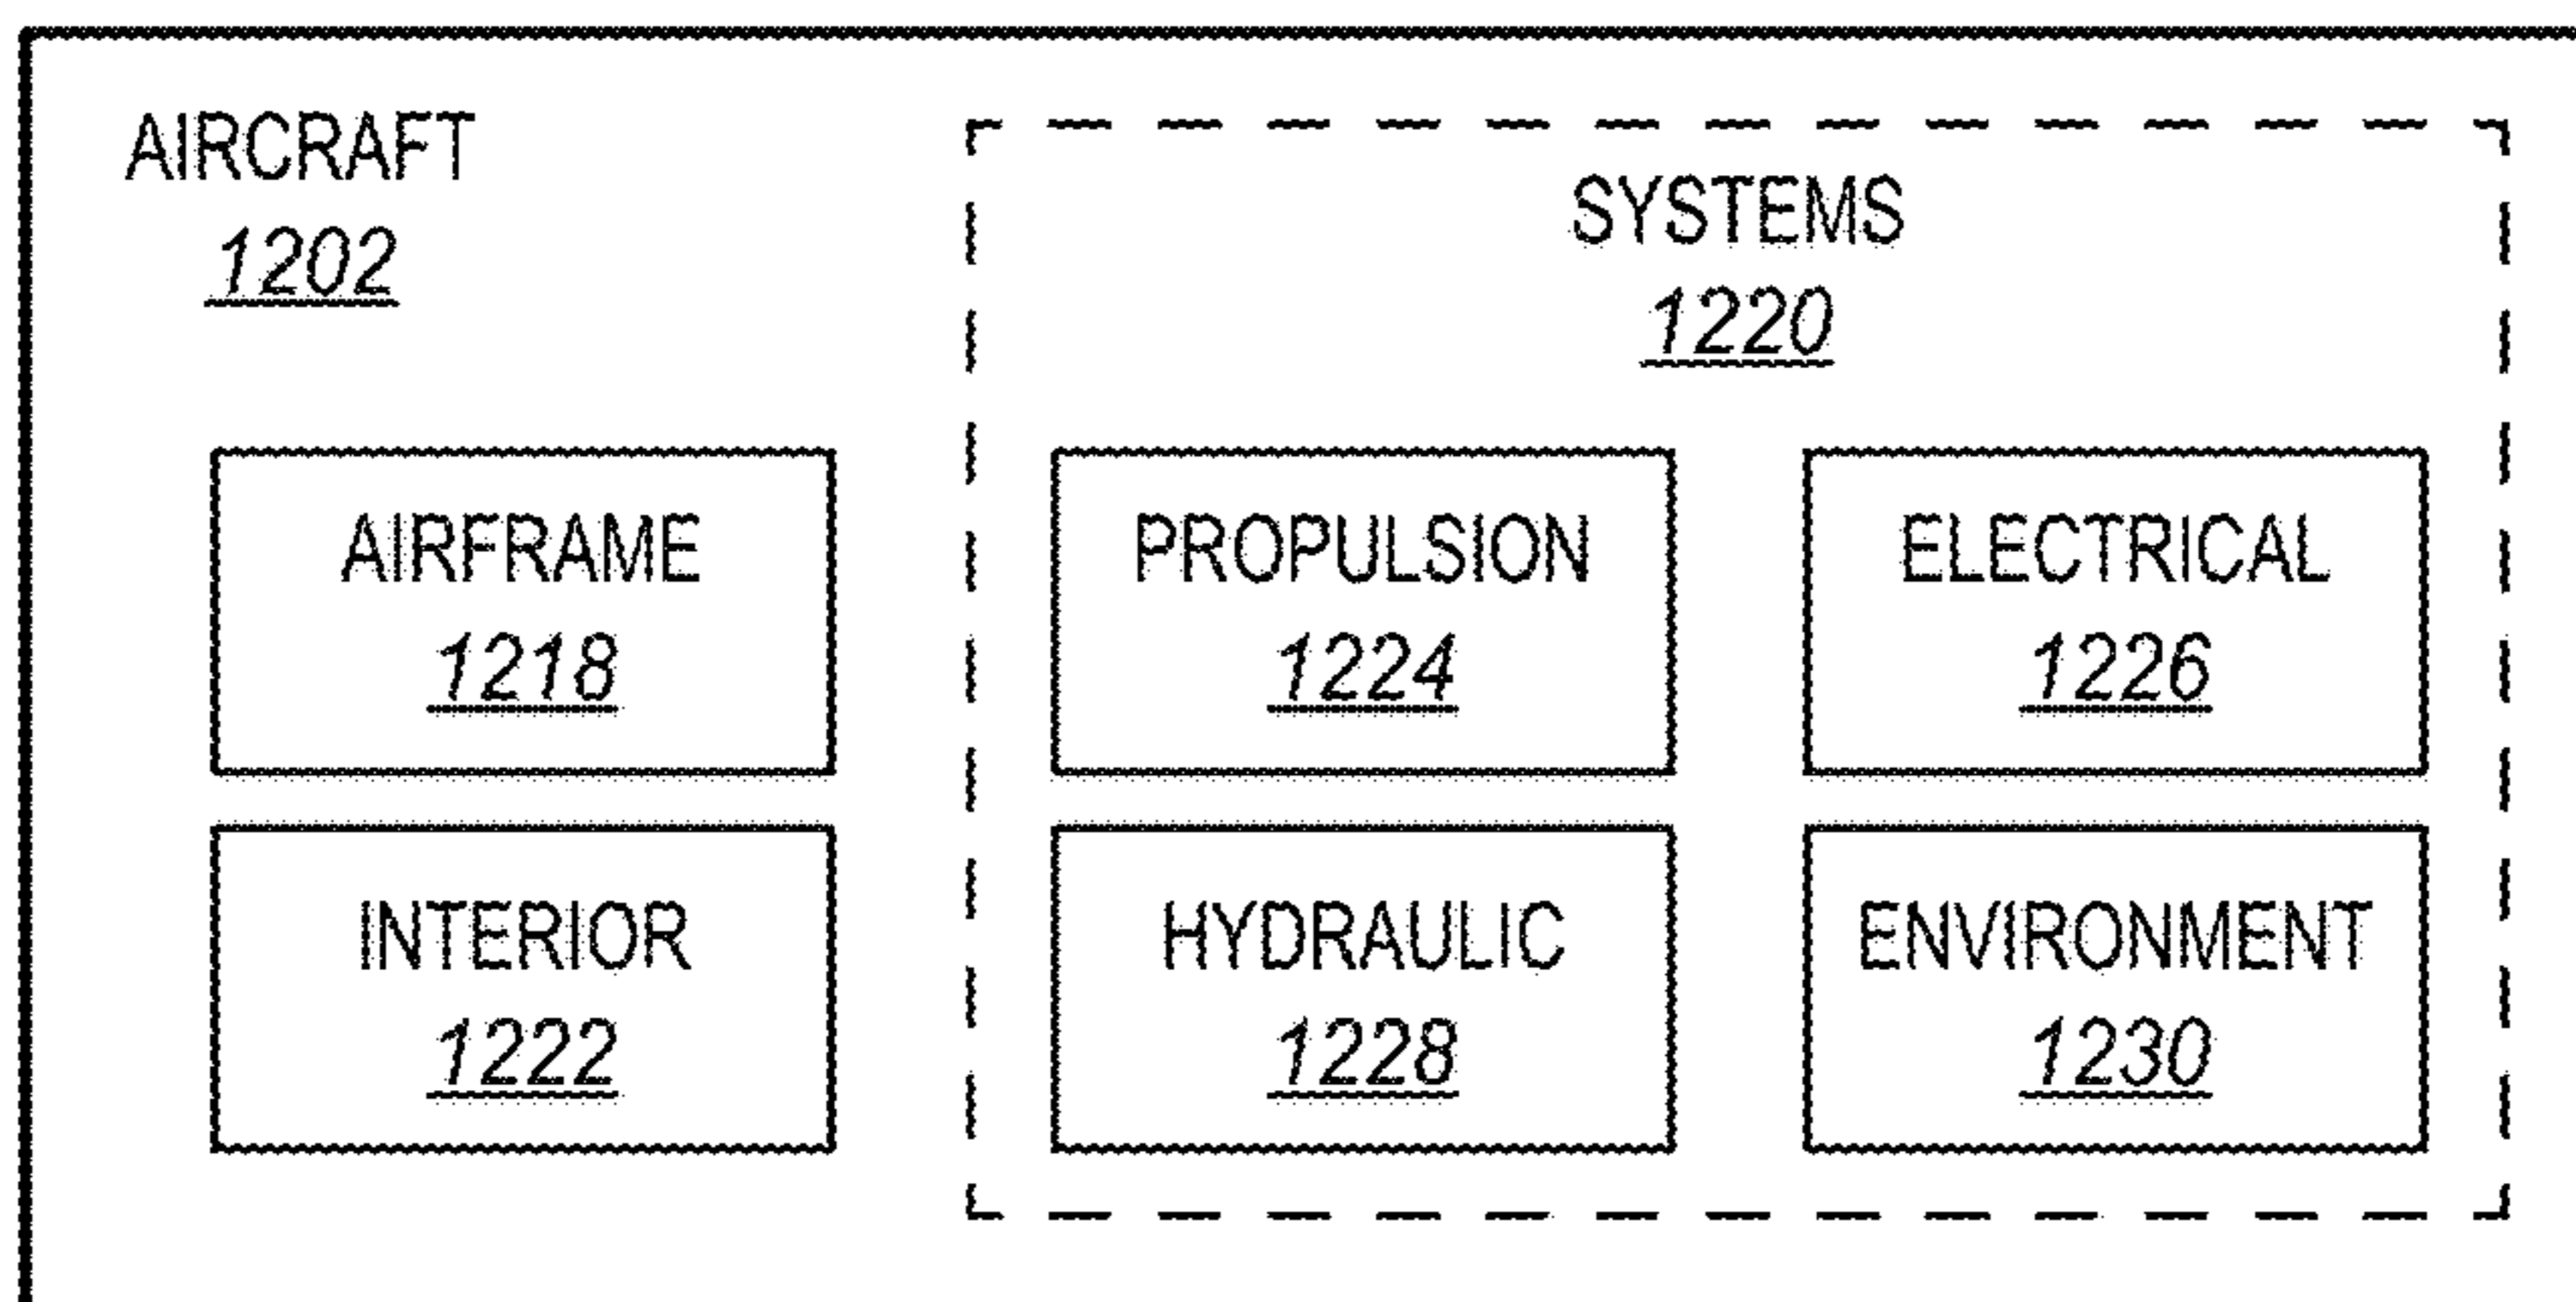 AIRCRAFT
1202
SYSTEMS
1220
AIRFRAME
1218
PROPULSION
1224
ELECTRICAL
1226
INTERIOR
1222
HYDRAULIC
1228
ENVIRONMENT
1230